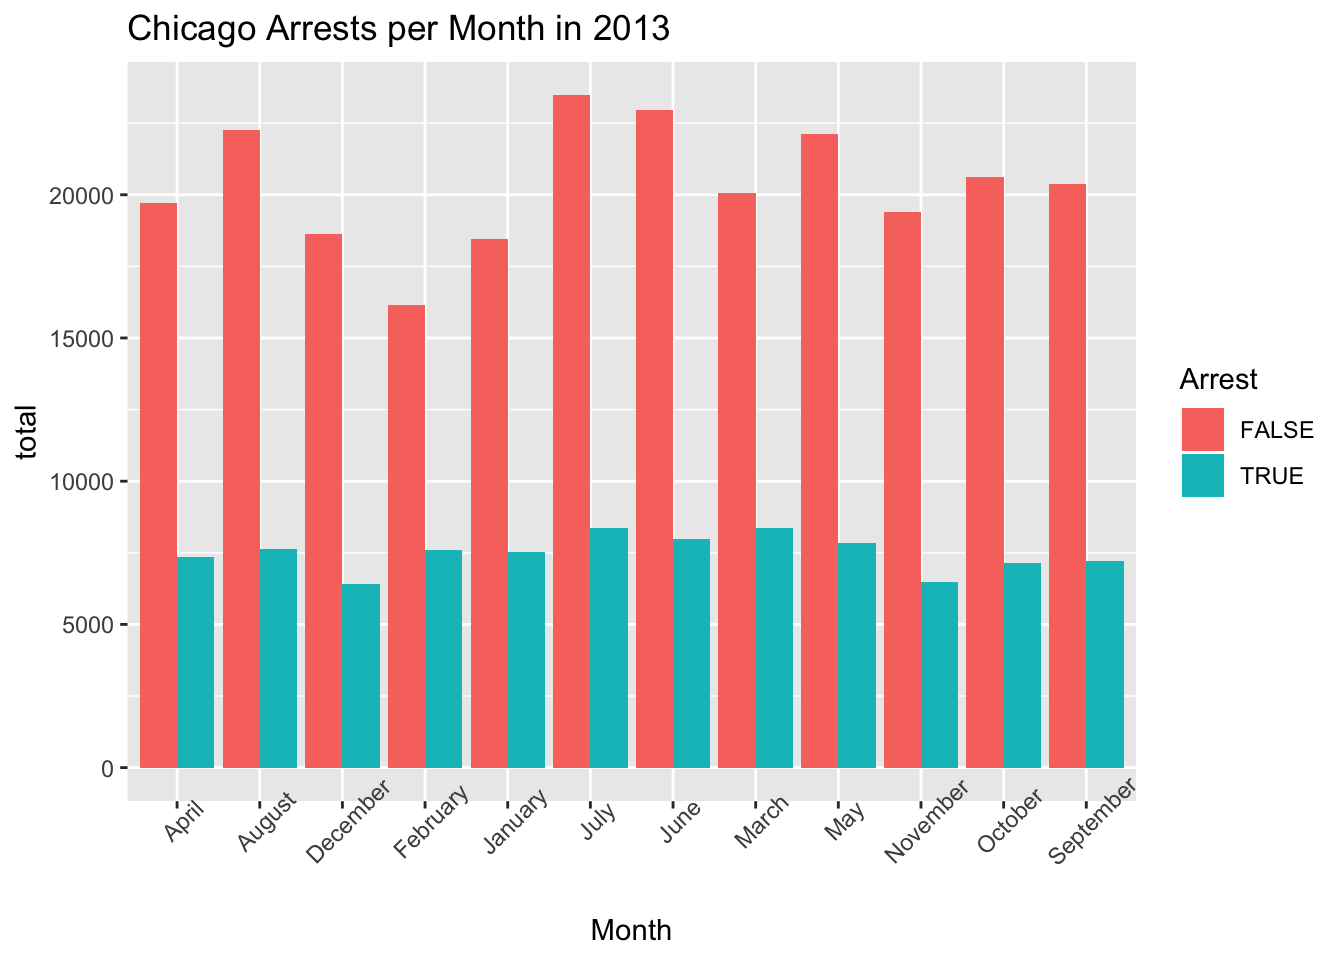 Chicago Arrests per Month in 2013
total
20000
15000
10000
5000
0
April
August
December
February
January
July
June
March
May
November
October
September
Month
Arrest
FALSE
TRUE